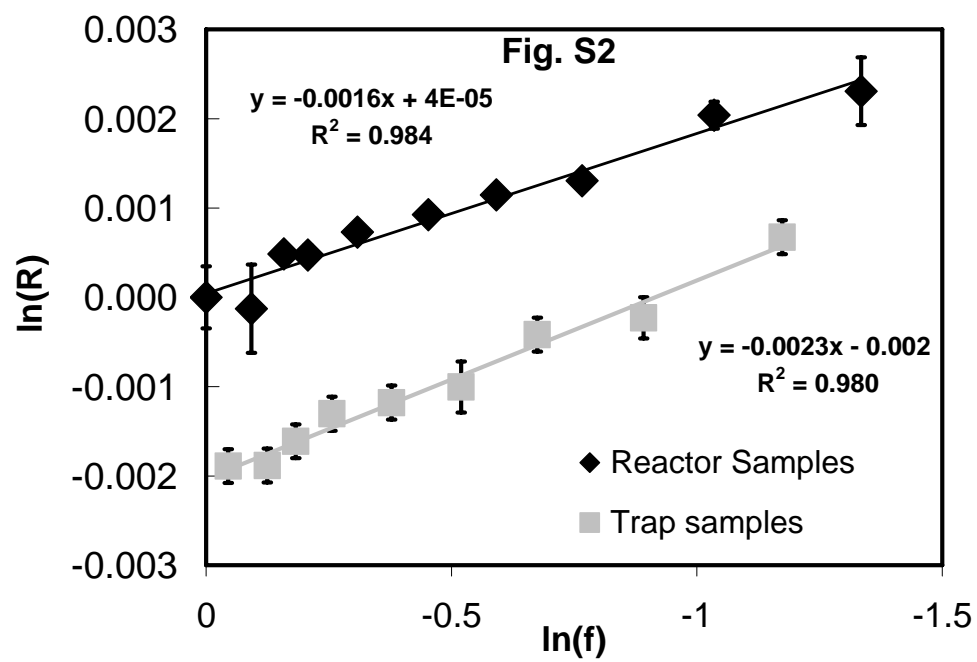 Fig. S2
0.003
0.002
0.001
0.000
-0.001
-0.002
-0.003
ln(R)
y = -0.0016x + 4E-05
R² = 0.984
y = -0.0023x - 0.002
R² = 0.980
Reactor Samples
Trap samples
0
-0.5
-1
-1.5
ln(f)